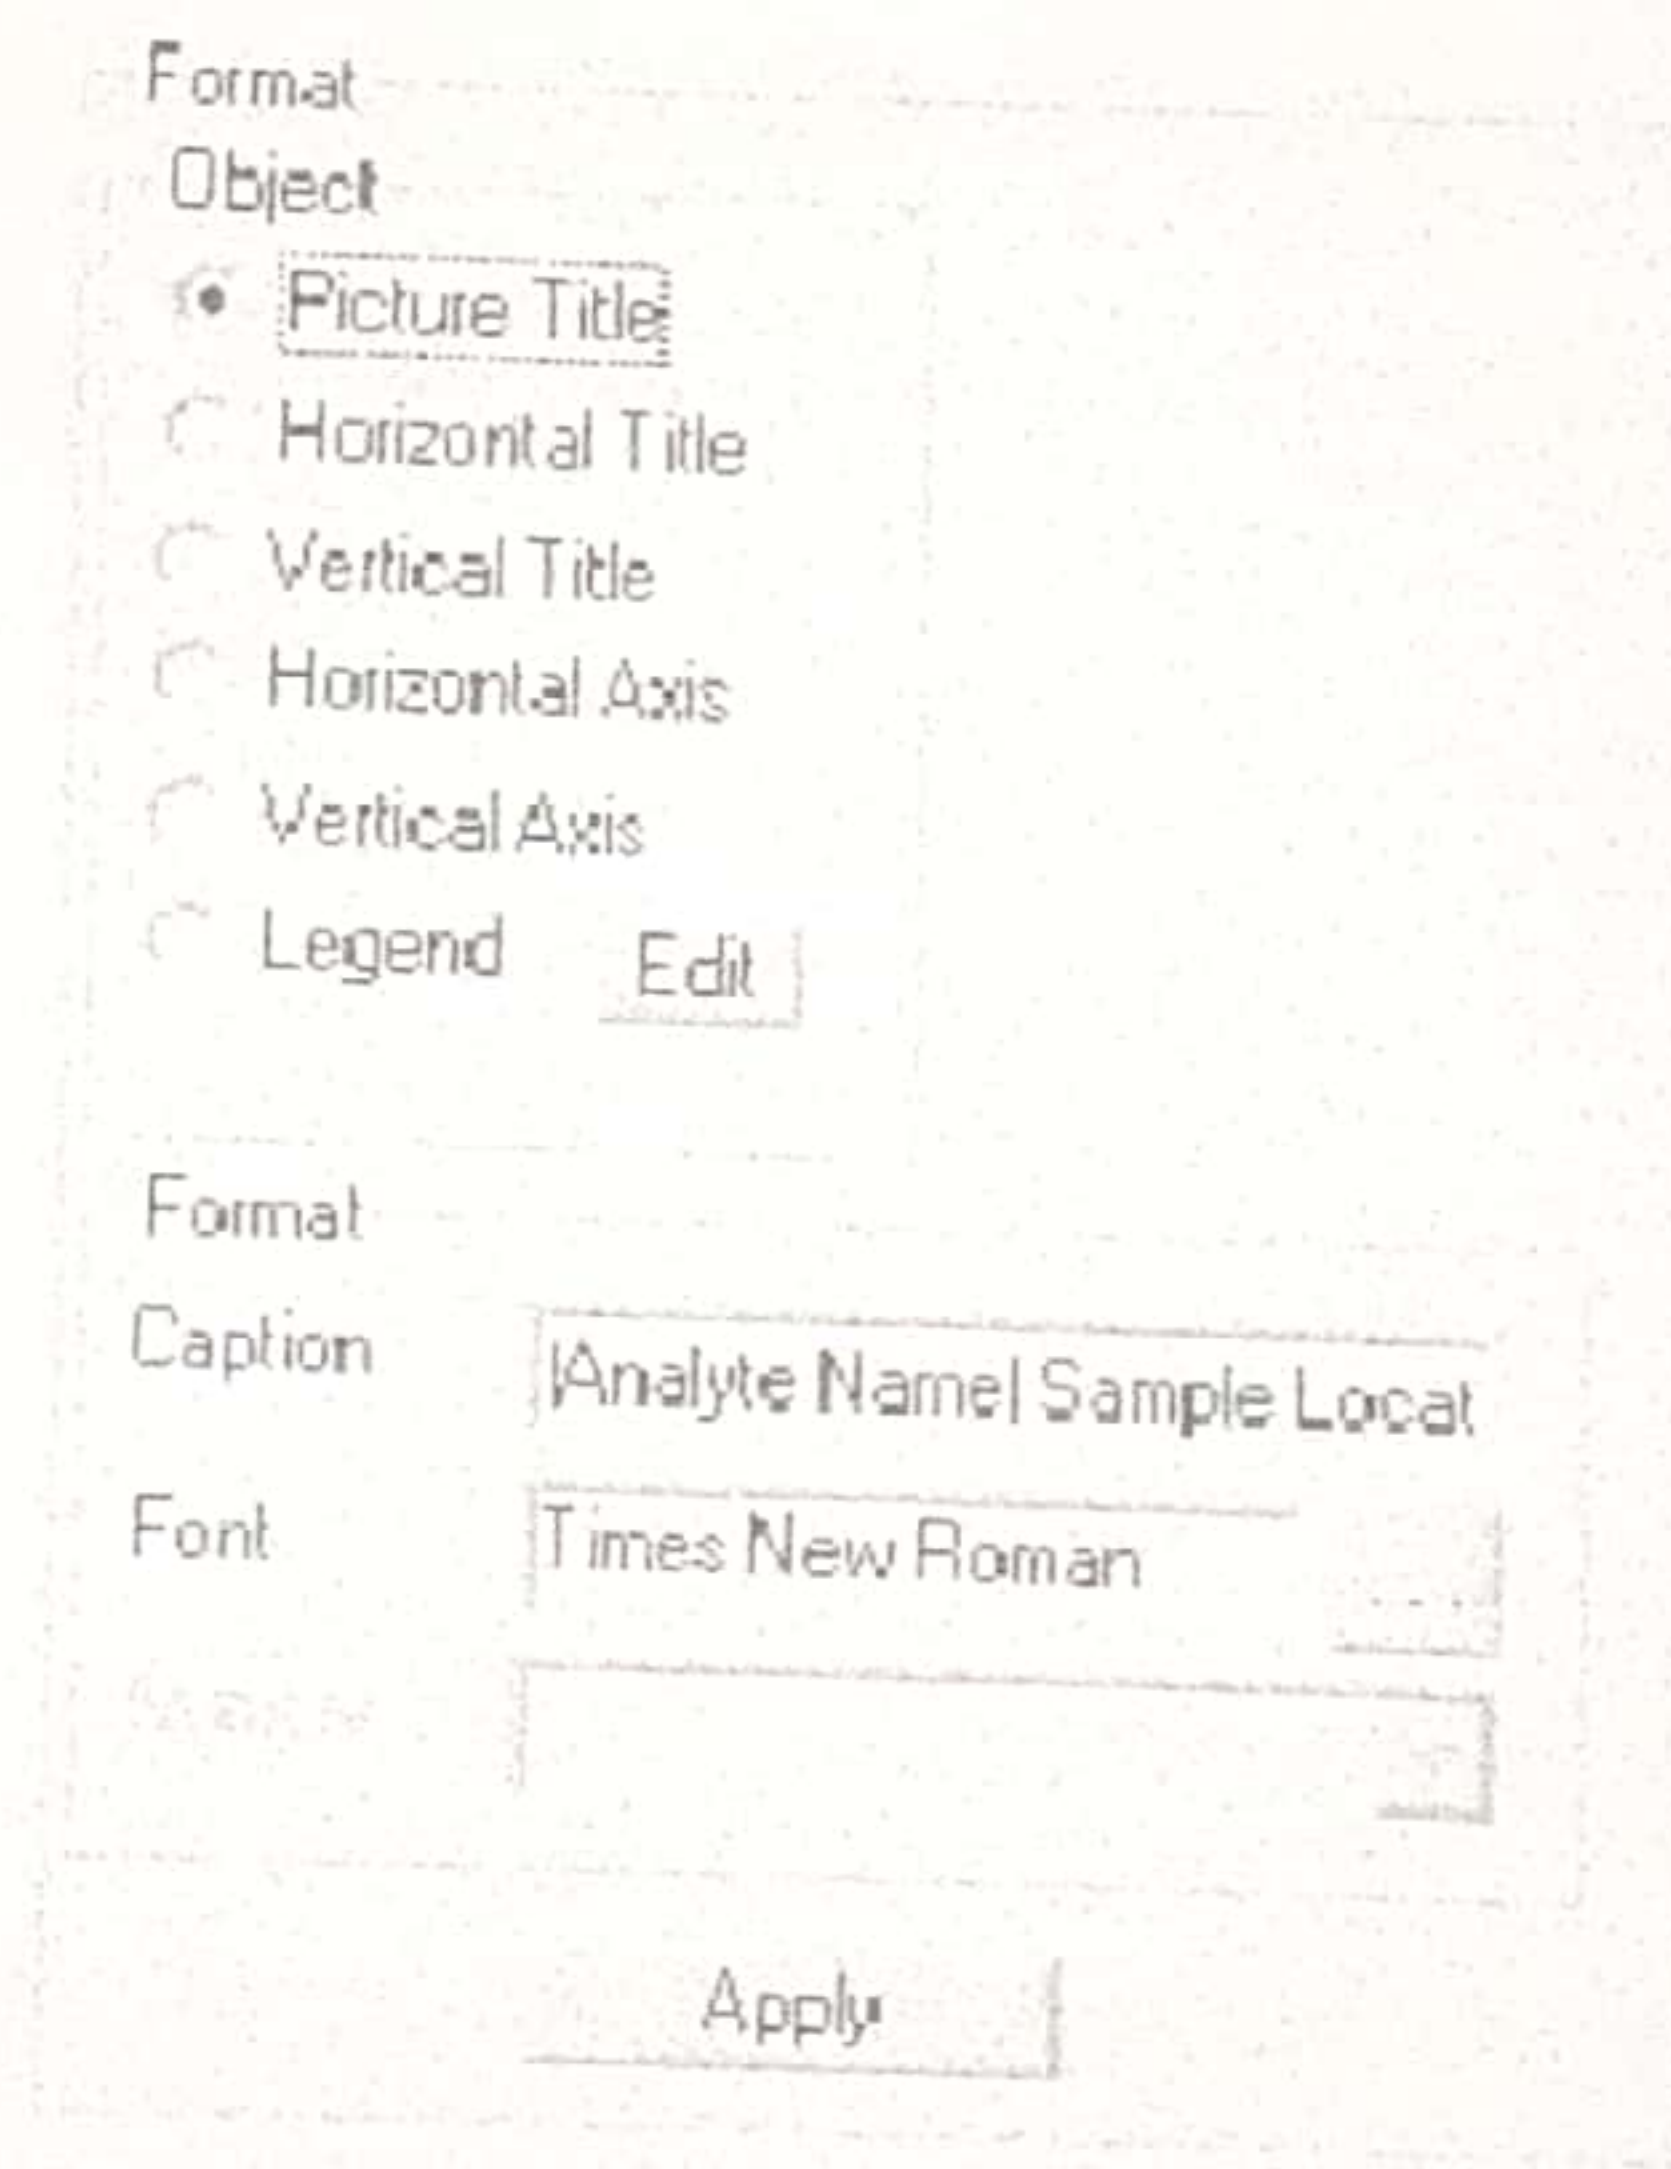 Format
Object
Picture Title
Horizontal Title
Vertical Title
Horizontal Axis
Vertical Axis
Legend Edit
Format
Caption |Analyte Name| Sample Locat
Font Times New Roman ...
Apply